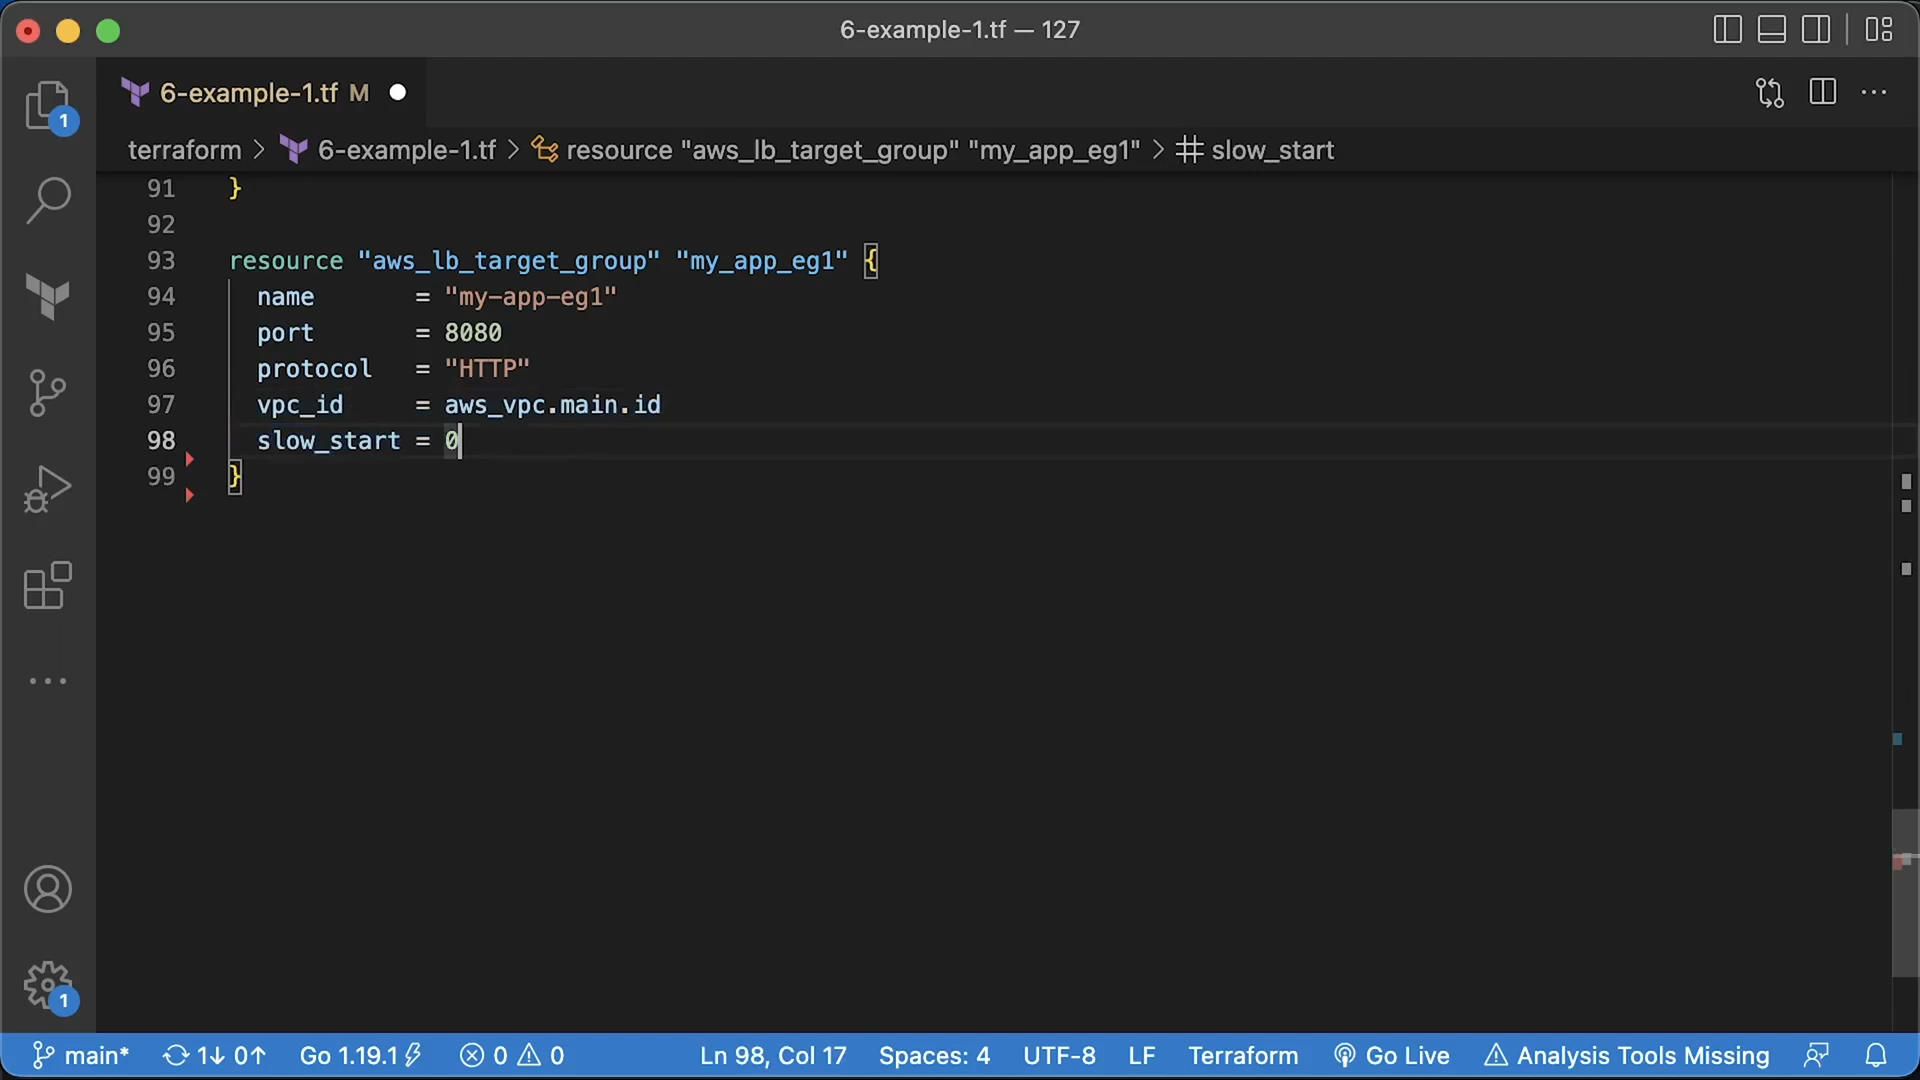 6-example-1.tf — 127
6-example-1.tf M
terraform > 6-example-1.tf > resource "aws_lb_target_group" "my_app_eg1" > slow_start
91 }
92
93 resource "aws_lb_target_group" "my_app_eg1" {
94 name = "my-app-eg1"
95 port = 8080
96 protocol = "HTTP"
97 vpc_id = aws_vpc.main.id
98 slow_start = 0
99 }
1
1
main* 1↓ 0↑ Go 1.19.1 0 0 Ln 98, Col 17 Spaces: 4 UTF-8 LF Terraform Go Live Analysis Tools Missing